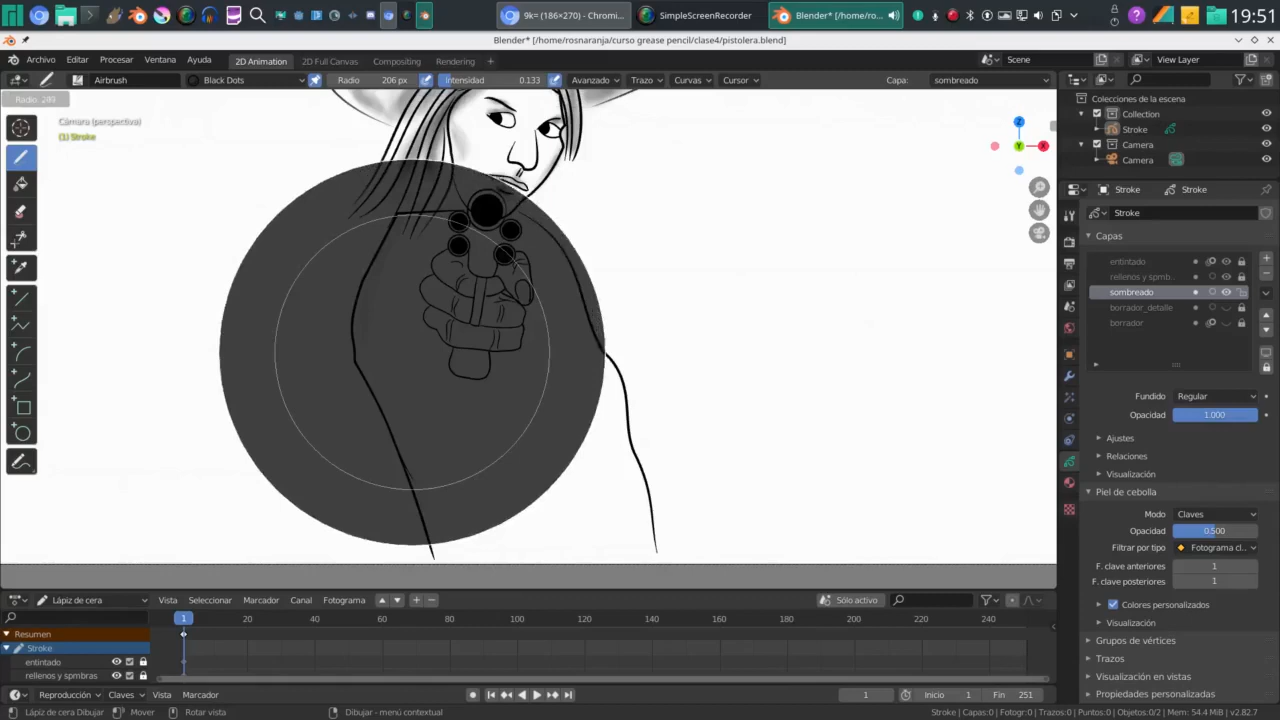 9k= (186×270) - Chromi...
SimpleScreenRecorder
Blender* [/home/ro...
19:51
Blender* [/home/rosnaranja/curso grease pencil/clase4/pistolera.blend]
Archivo Editar Procesar Ventana Ayuda 2D Animation 2D Full Canvas Compositing Rendering + Scene View Layer
Airbrush Black Dots Radio 206 px Intensidad 0.133 Avanzado Trazo Curvas Cursor Capa: sombreado
Radio 289
Cámara (perspectiva)
(1) Stroke
Z
Y
X
Colecciones de la escena
Collection
Stroke
Camara
Camera
Stroke Stroke
Stroke
Capas
entintado
rellenos y spmb...
sombreado
borrador_detalle
borrador
Fundido Regular
Opacidad 1.000
Ajustes
Relaciones
Visualización
Piel de cebolla
Modo Claves
Opacidad 0.500
Filtrar por tipo Fotograma cl...
F. clave anteriores 1
F. clave posteriores 1
Colores personalizados
Visualización
Grupos de vértices
Trazos
Visualización en vistas
Propiedades personalizadas
Lápiz de cera Vista Seleccionar Marcador Canal Fotograma Sólo activo
1 20 40 60 80 100 120 140 160 180 200 220 240
Resumen
Stroke
entintado
rellenos y spmbras
Reproducción Claves Vista Marcador 1 Inicio 1 Fin 251
Lápiz de cera Dibujar Mover Rotar vista Dibujar - menú contextual Stroke | Capas:0 | Fotogr:0 | Trazos:0 | Puntos:0 | Objetos:0/2 | Mem: 54.4 MiB | v2.82.7